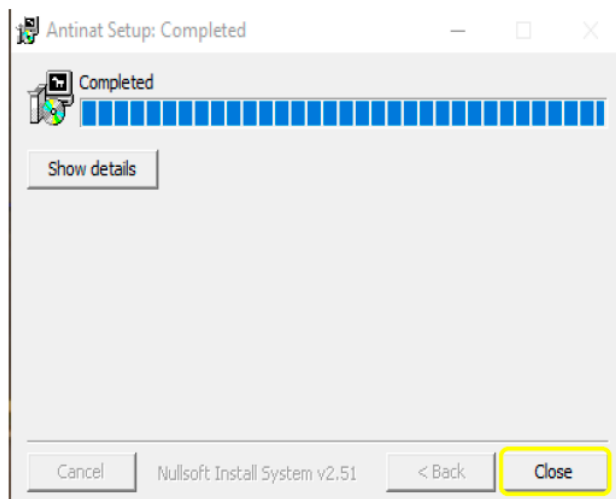 Antinat Setup: Completed
Completed
Show details
Cancel
Nullsoft Install System v2.51
< Back
Close